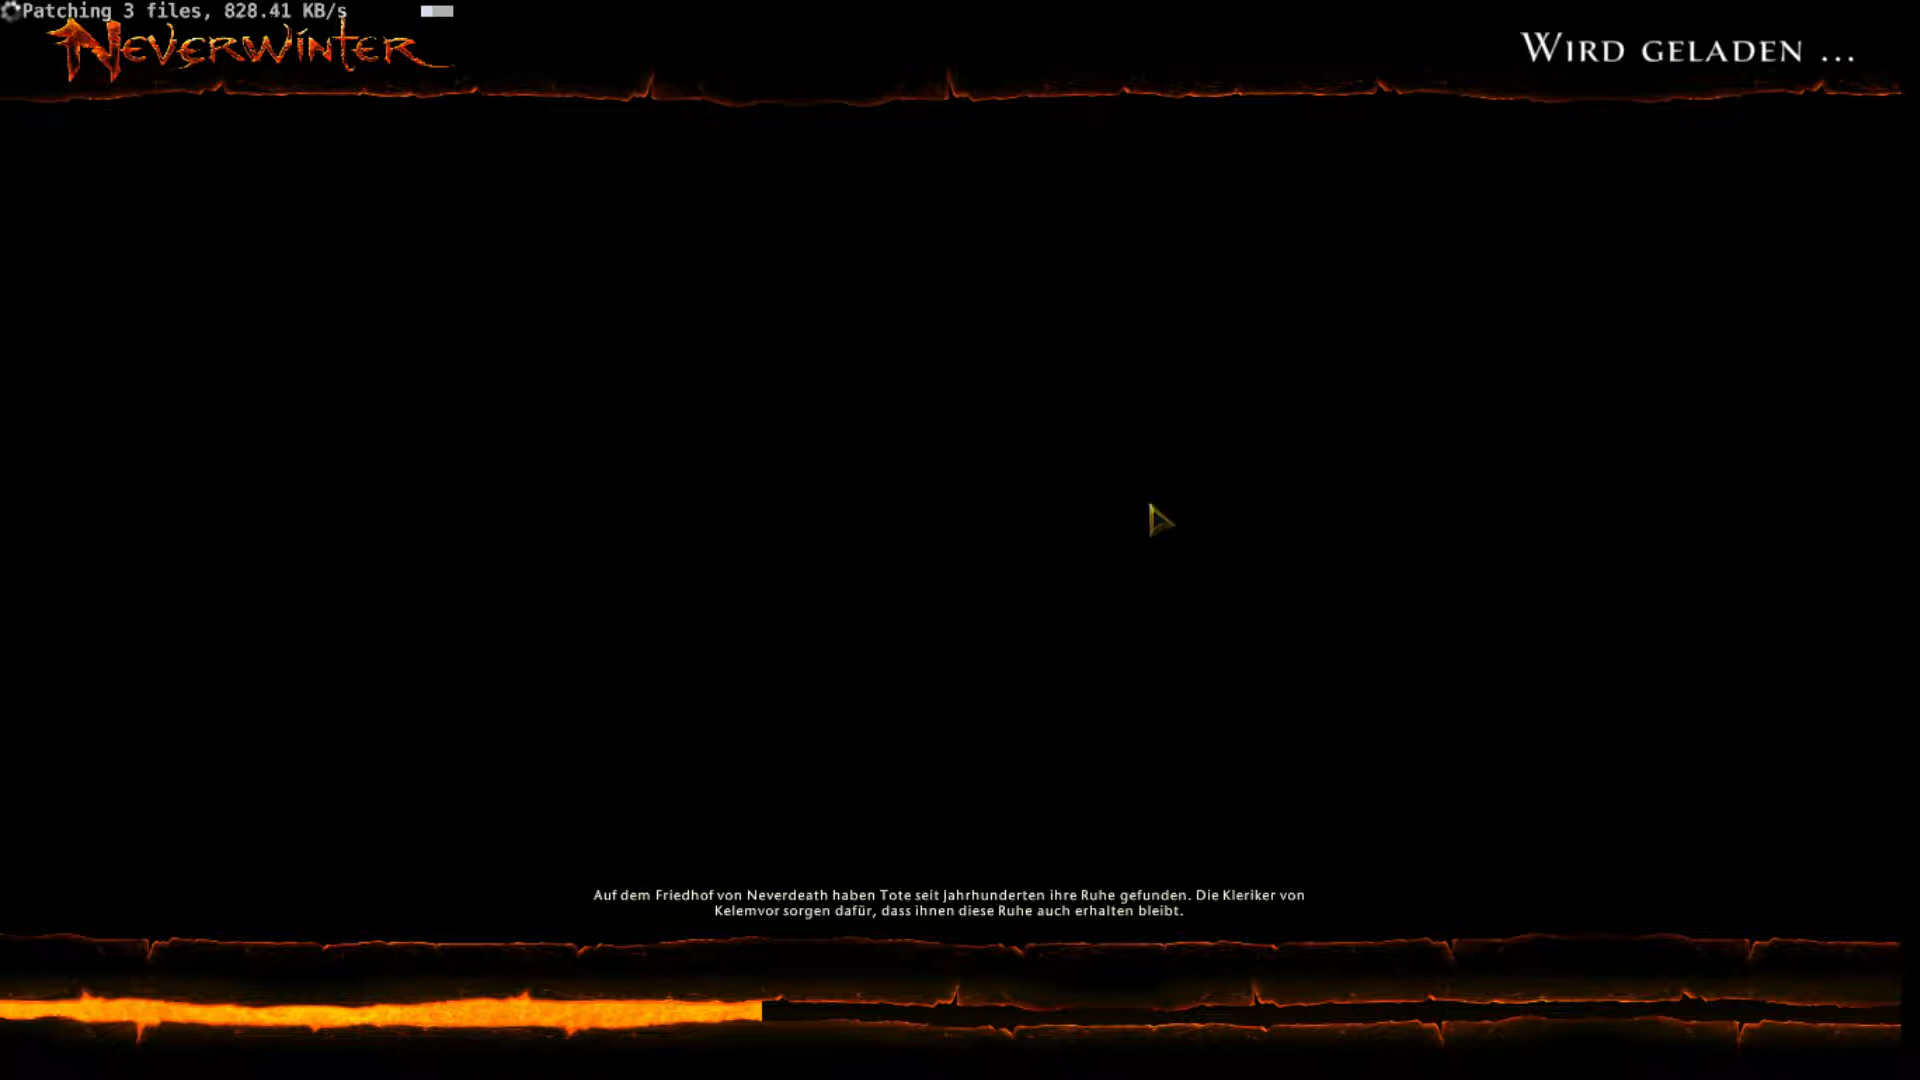 Patching 3 files, 828.41 KB/s
NEVERWINTER
WIRD GELADEN ...
Auf dem Friedhof von Neverdeath haben Tote seit Jahrhunderten ihre Ruhe gefunden. Die Kleriker von
Kelemvor sorgen dafür, dass ihnen diese Ruhe auch erhalten bleibt.